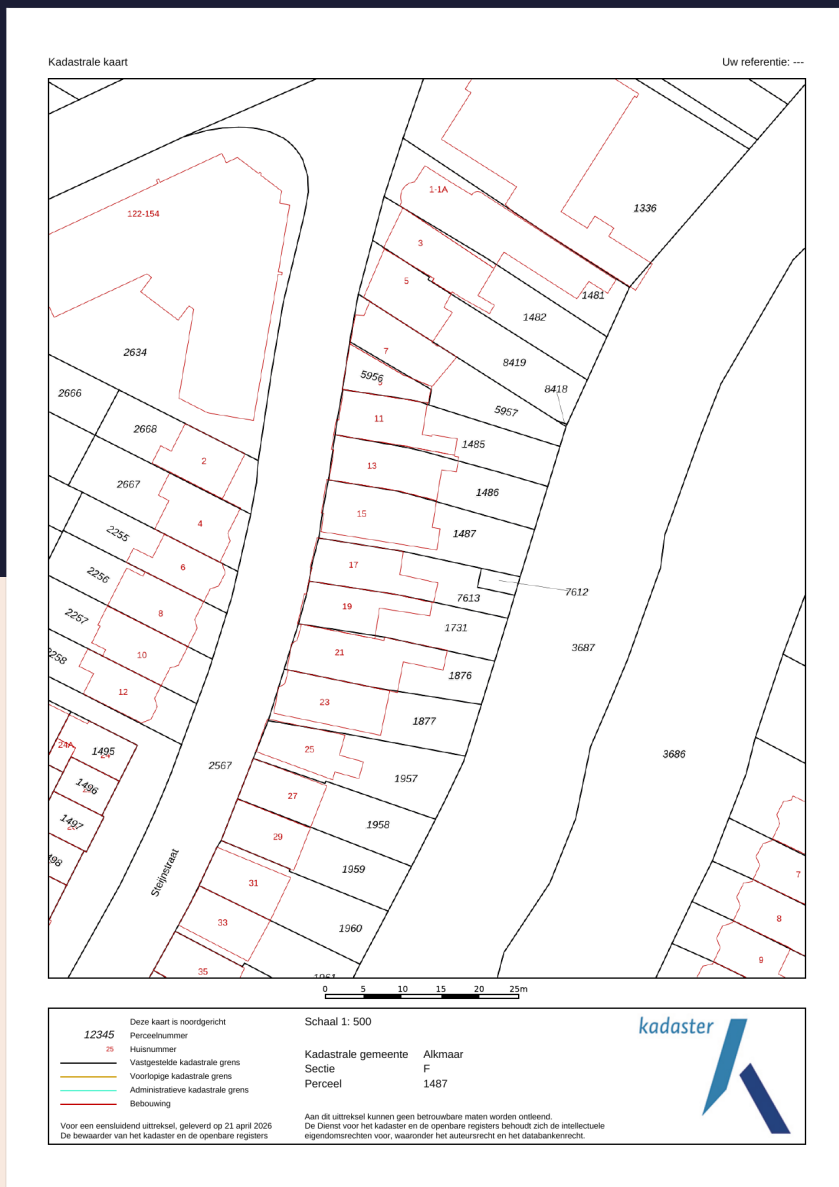 Kadastrale kaart
Uw referentie: ---
122-154
1-1A
1336
3
5
1481
1482
2634
7
8419
5956
9
8418
2666
5957
11
2668
1485
2
13
2667
1486
15
4
1487
2255
6
17
2256
7612
7613
19
8
2257
1731
3687
21
10
2258
1876
12
23
1877
24A
1495
24
25
3686
2567
1957
1496
27
1958
1497
29
1959
7
498
31
Steijnstraat
8
33
1960
9
35
1961
0 5 10 15 20 25m
Deze kaart is noordgericht
12345 Perceelnummer
25 Huisnummer
Vastgestelde kadastrale grens
Voorlopige kadastrale grens
Administratieve kadastrale grens
Bebouwing
Voor een eensluidend uittreksel, geleverd op 21 april 2026
De bewaarder van het kadaster en de openbare registers
Schaal 1: 500
Kadastrale gemeente Alkmaar
Sectie F
Perceel 1487
Aan dit uittreksel kunnen geen betrouwbare maten worden ontleend.
De Dienst voor het kadaster en de openbare registers behoudt zich de intellectuele
eigendomsrechten voor, waaronder het auteursrecht en het databankenrecht.
kadaster